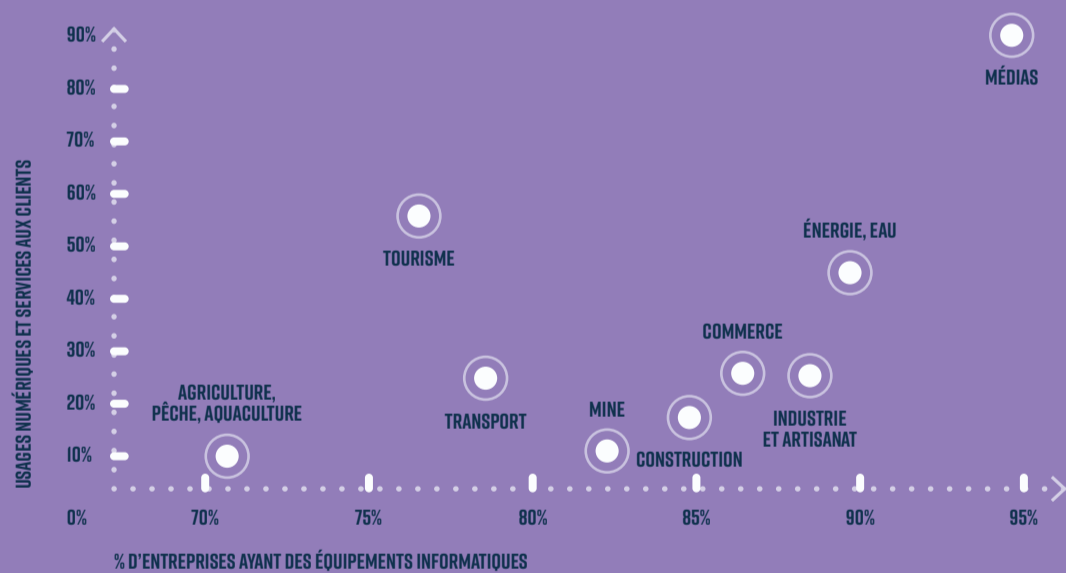 90%
MÉDIAS
80%
70%
60%
50%
40%
30%
20%
10%
USAGES NUMÉRIQUES ET SERVICES AUX CLIENTS
TOURISME
ÉNERGIE, EAU
COMMERCE
AGRICULTURE,
PÊCHE, AQUACULTURE
TRANSPORT
MINE
CONSTRUCTION
INDUSTRIE
ET ARTISANAT
0%
70%
75%
80%
85%
90%
95%
% D'ENTREPRISES AYANT DES ÉQUIPEMENTS INFORMATIQUES